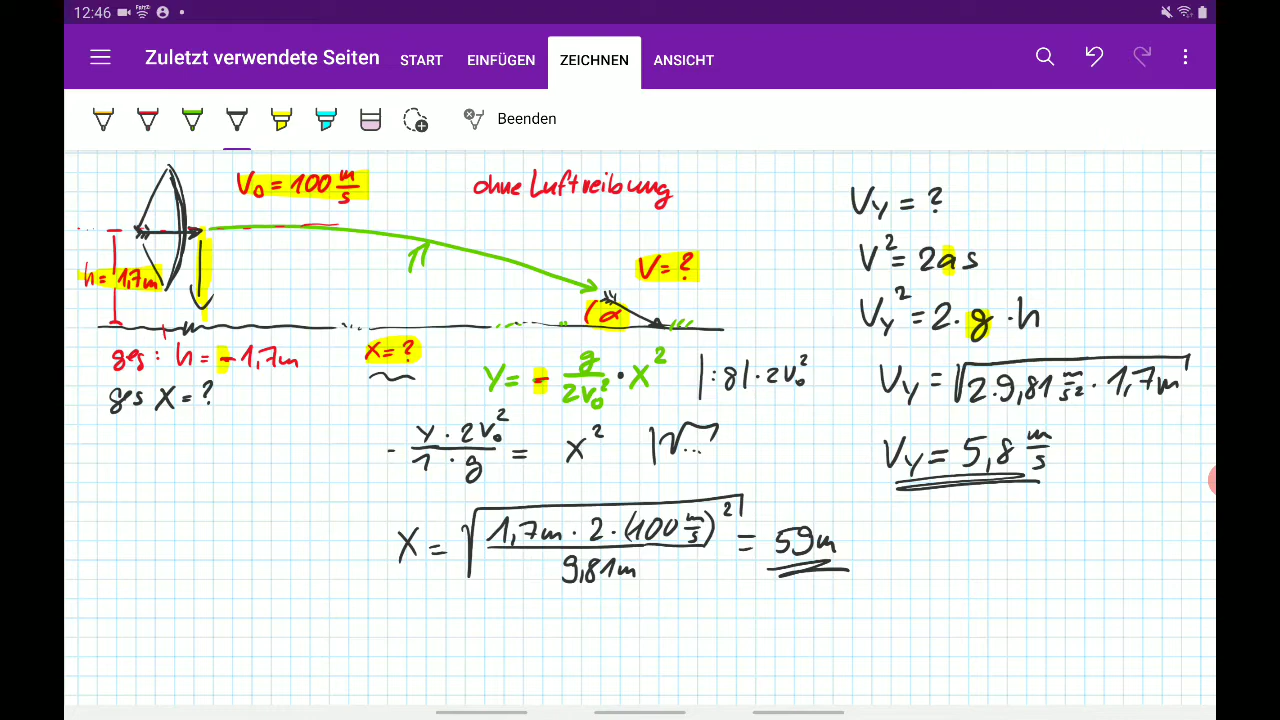 12:46
Zuletzt verwendete Seiten START EINFÜGEN ZEICHNEN ANSICHT
Beenden
V₀ = 100 m/s
ohne Luftreibung
h = 1,7m
V = ?
α
x = ?
geg : h = -1,7m
gs X = ?
Y = - g/2v₀² · X²
|:g|·2v₀²
- y · 2v₀² / 1 · g = X² |√...
X = √(1,7m · 2 · (100 m/s)² / 9,81m) = 59m
Vy = ?
V² = 2as
Vy² = 2 · g · h
Vy = √(2 · 9,81 m/s² · 1,7m)
Vy = 5,8 m/s